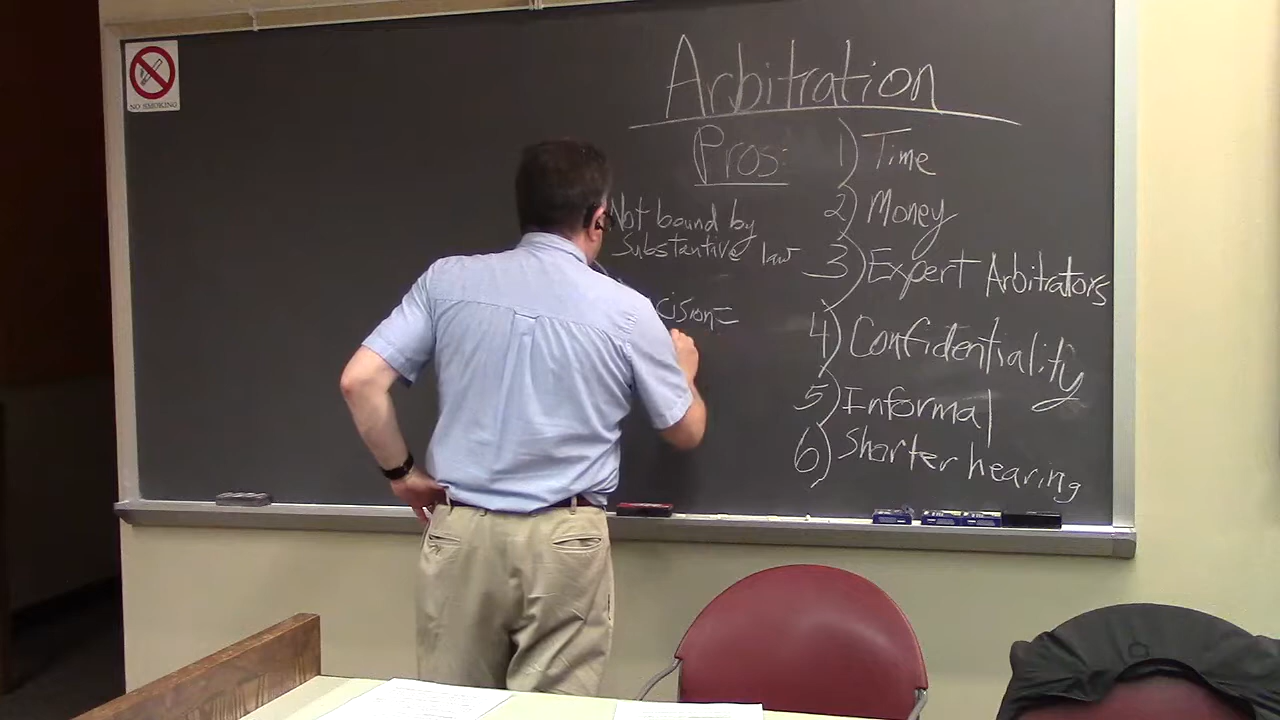 NO SMOKING
Arbitration
Pros:
1) Time
2) Money
3) Expert Arbitrators
4) Confidentiality
5) Informal
6) Shorter hearing
Not bound by
Substantive law
cision=